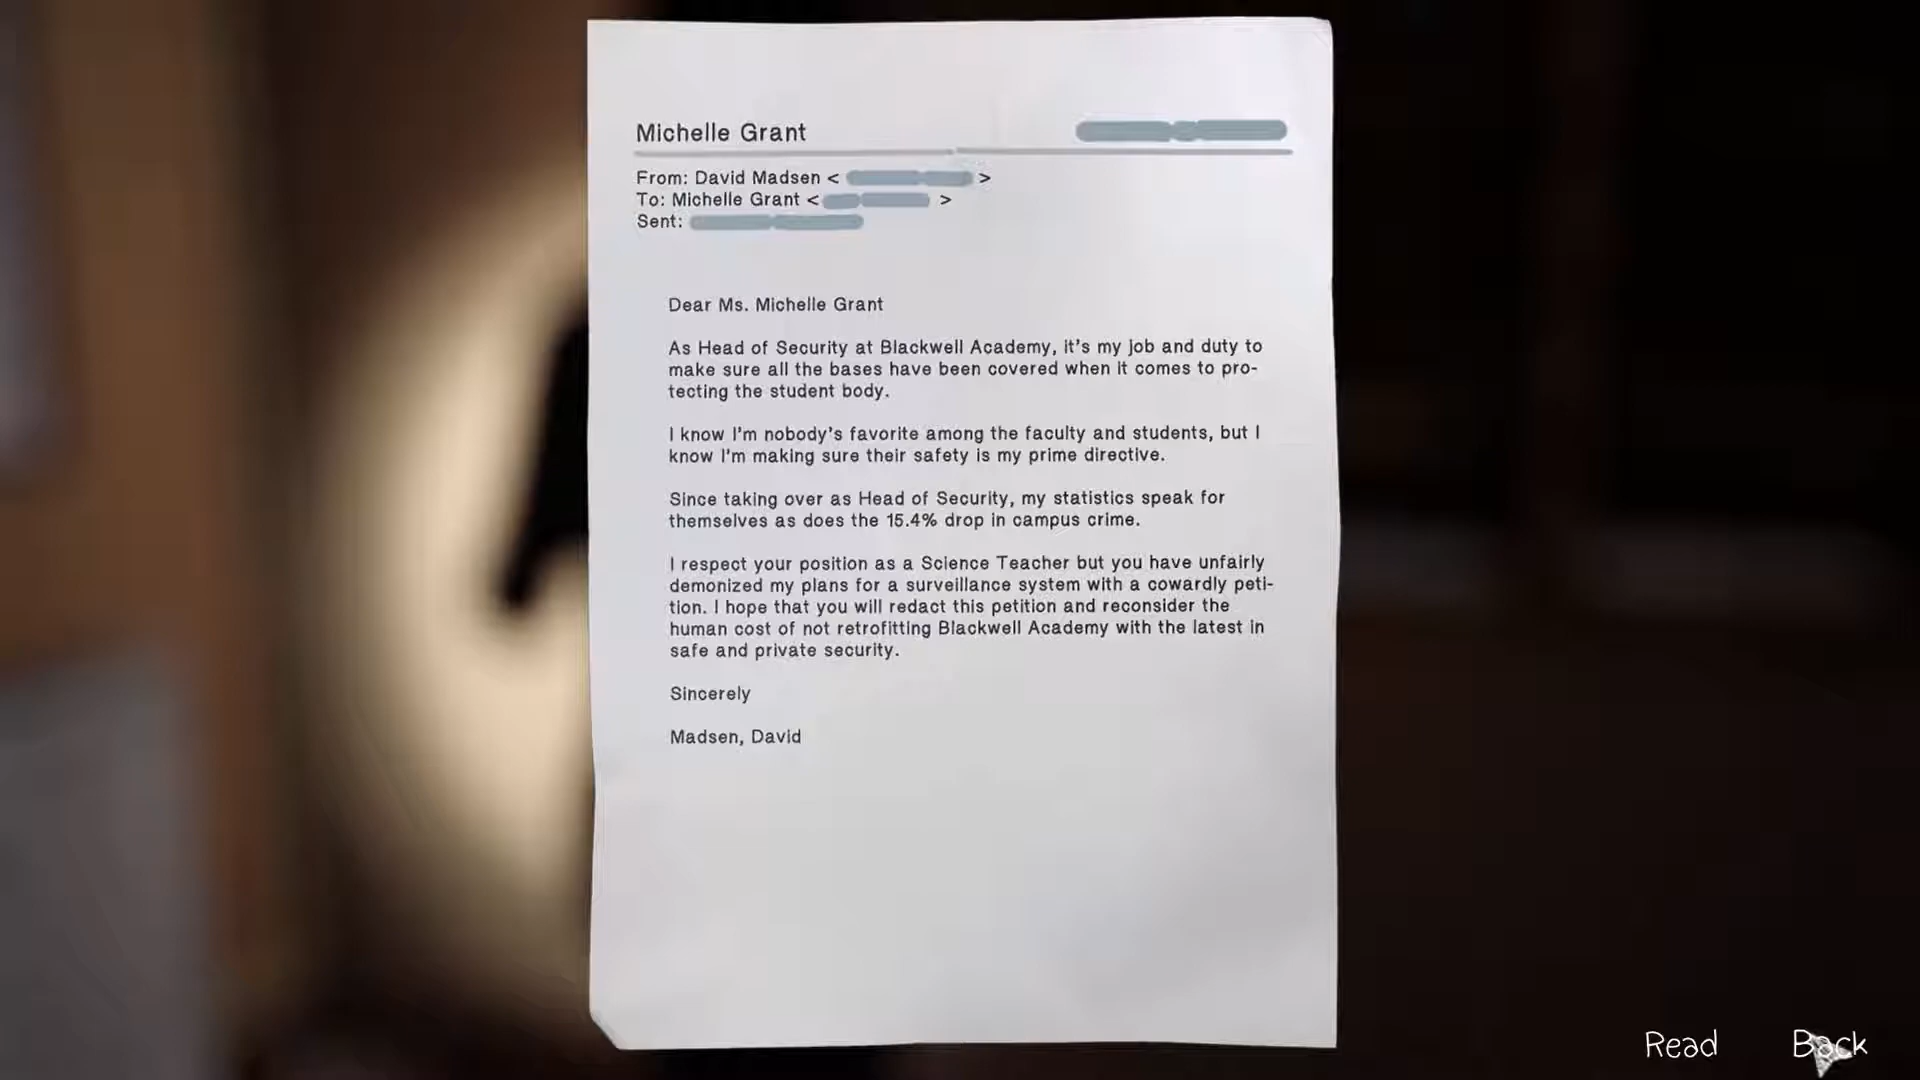 Michelle Grant
From: David Madsen < >
To: Michelle Grant < >
Sent:
Dear Ms. Michelle Grant
As Head of Security at Blackwell Academy, it's my job and duty to
make sure all the bases have been covered when it comes to pro-
tecting the student body.
I know I'm nobody's favorite among the faculty and students, but I
know I'm making sure their safety is my prime directive.
Since taking over as Head of Security, my statistics speak for
themselves as does the 15.4% drop in campus crime.
I respect your position as a Science Teacher but you have unfairly
demonized my plans for a surveillance system with a cowardly peti-
tion. I hope that you will redact this petition and reconsider the
human cost of not retrofitting Blackwell Academy with the latest in
safe and private security.
Sincerely
Madsen, David
Read Back